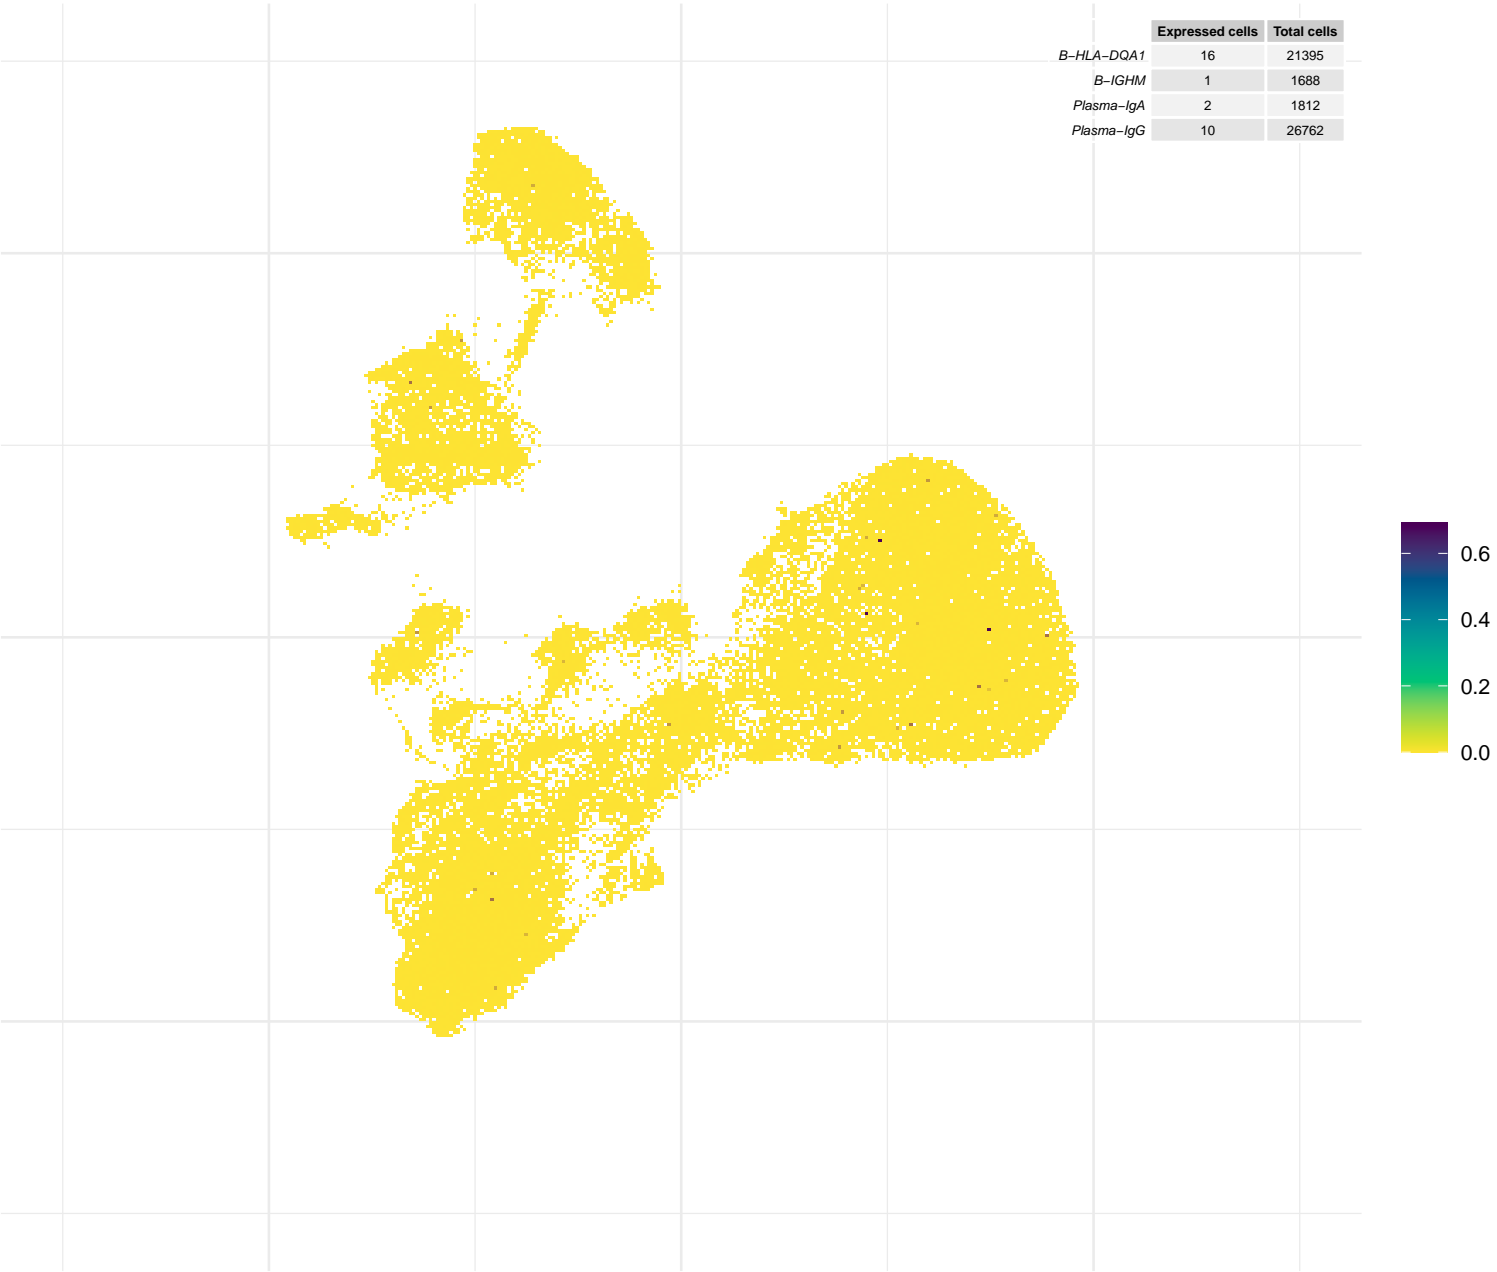 Expressed cells Total cells
B−HLA−DQA1 16 21395
B−IGHM 1 1688
Plasma−IgA 2 1812
Plasma−IgG 10 26762
0.6
0.4
0.2
0.0